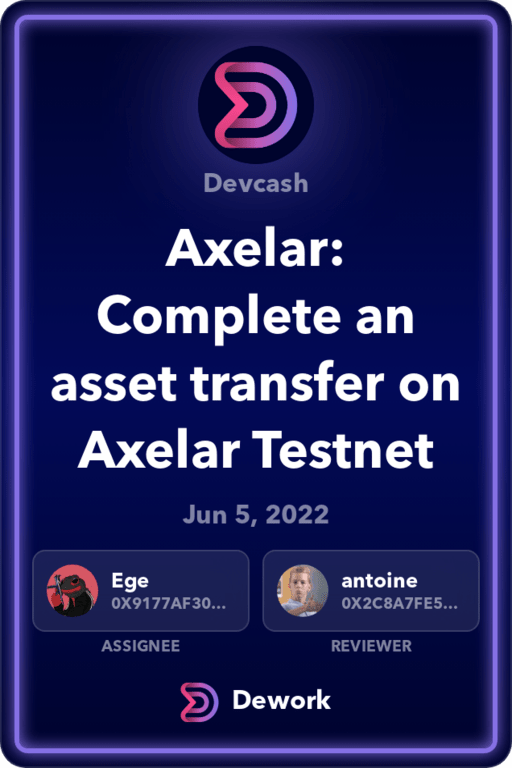 Devcash
Axelar:
Complete an
asset transfer on
Axelar Testnet
Jun 5, 2022
Ege
0X9177AF30...
antoine
0X2C8A7FE5...
ASSIGNEE
REVIEWER
Dework